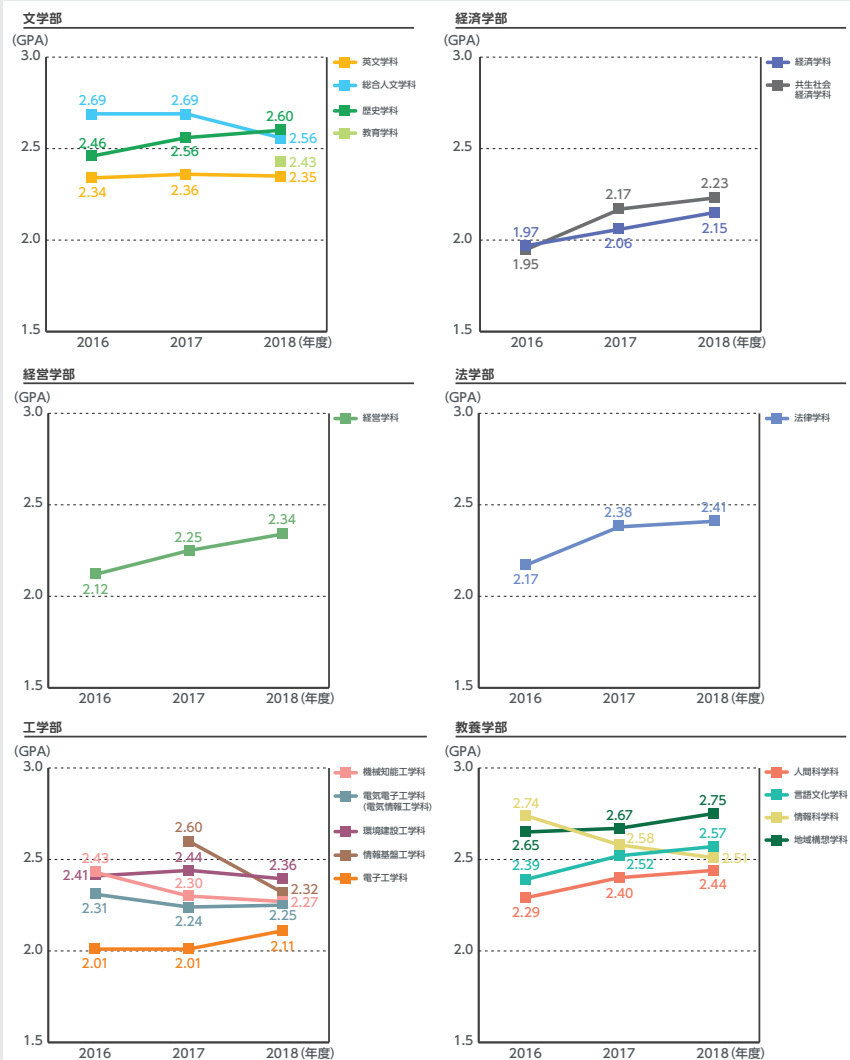 文学部
(GPA)
3.0
2.5
2.0
1.5
2.69
2.69
2.60
2.56
2.46
2.56
2.43
2.35
2.34
2.36
2016
2017
2018(年度)
英文学科
総合人文学科
歴史学科
教育学科
経済学部
(GPA)
3.0
2.5
2.0
1.5
2.23
2.17
1.97
2.06
2.15
1.95
2016
2017
2018(年度)
経済学科
共生社会
経済学科
経営学部
(GPA)
3.0
2.5
2.0
1.5
2.34
2.25
2.12
2016
2017
2018(年度)
経営学科
法学部
(GPA)
3.0
2.5
2.0
1.5
2.41
2.38
2.17
2016
2017
2018(年度)
法律学科
工学部
(GPA)
3.0
2.5
2.0
1.5
2.60
2.43
2.44
2.36
2.41
2.30
2.32
2.27
2.31
2.24
2.25
2.01
2.01
2.11
2016
2017
2018(年度)
機械知能工学科
電気電子工学科
(電気情報工学科)
環境建設工学科
情報基盤工学科
電子工学科
教養学部
(GPA)
3.0
2.5
2.0
1.5
2.74
2.67
2.75
2.65
2.58
2.57
2.39
2.52
2.51
2.29
2.40
2.44
2016
2017
2018(年度)
人間科学科
言語文化学科
情報科学科
地域構想学科